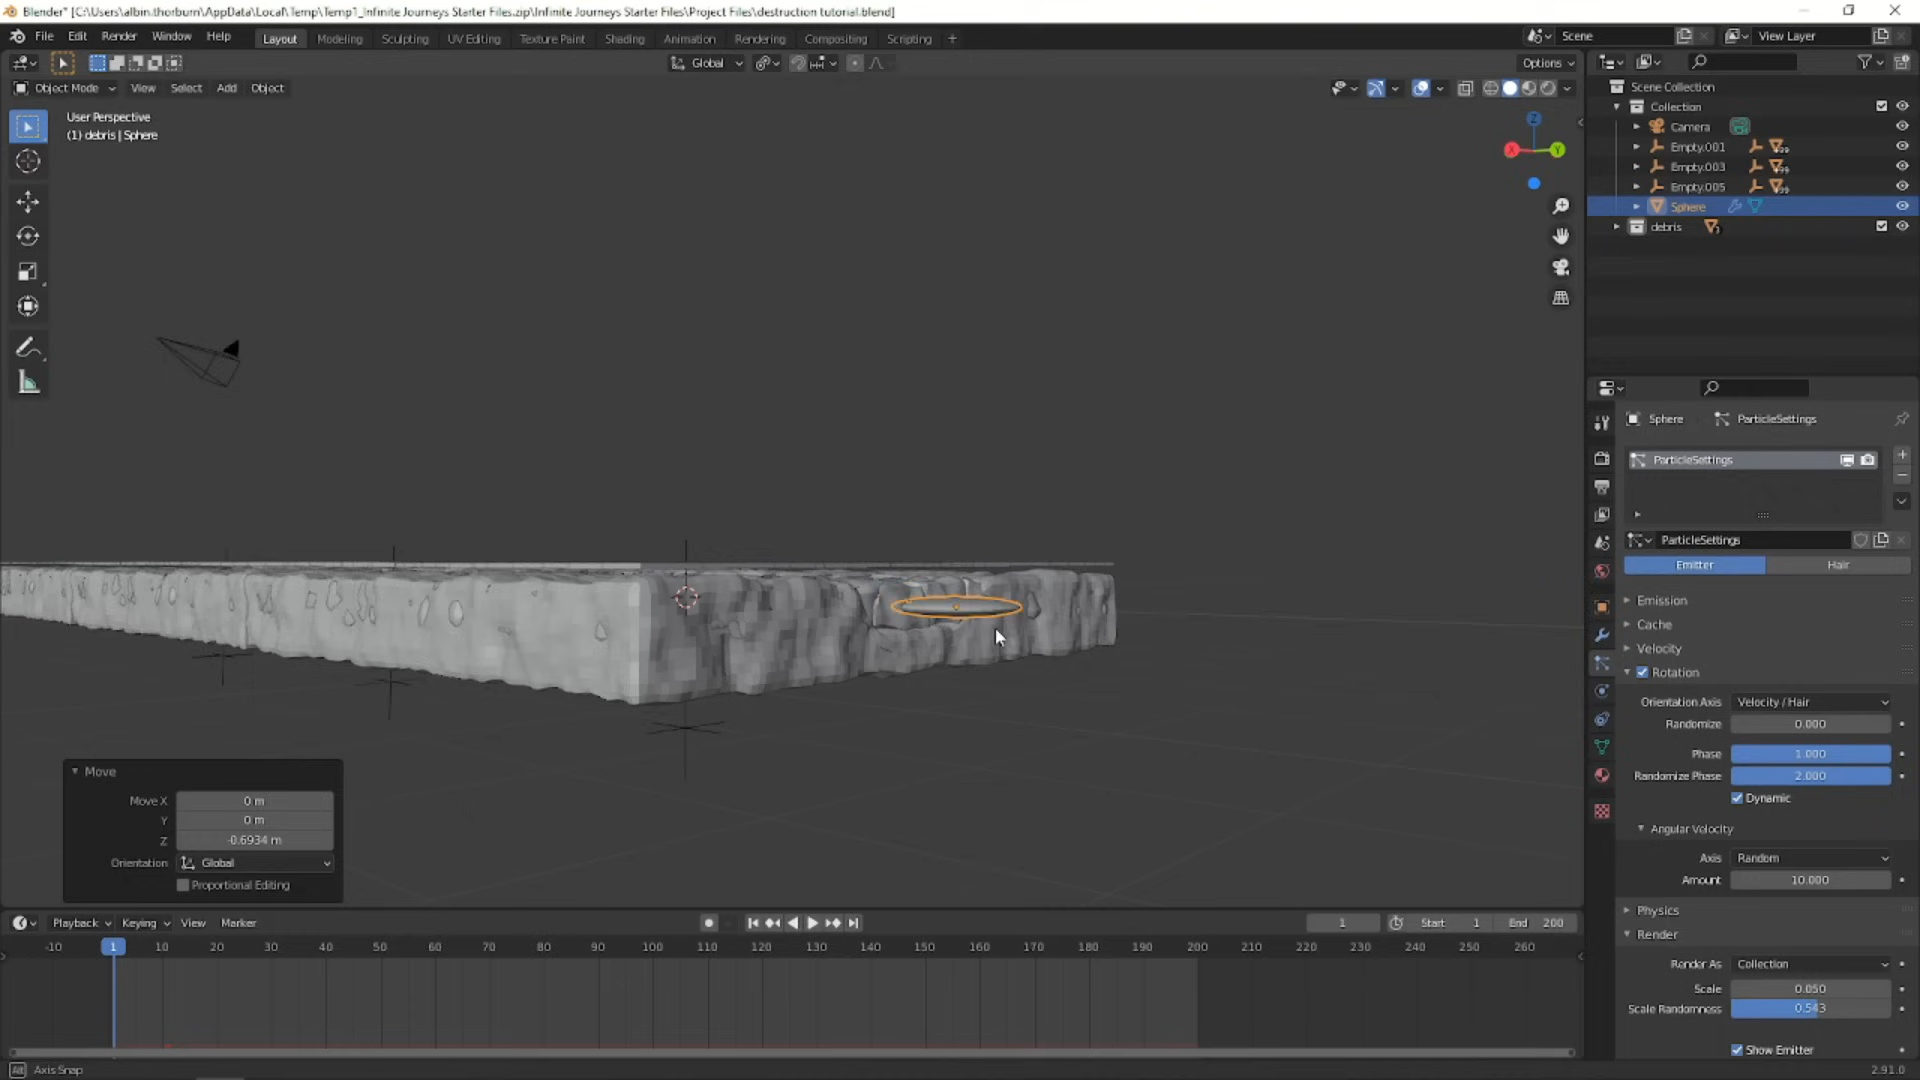 Blender* [C:\Users\albin.thorburn\AppData\Local\Temp\Temp1_Infinite Journeys Starter Files.zip\Infinite Journeys Starter Files\Project Files\destruction tutorial.blend]
File Edit Render Window Help Layout Modeling Sculpting UV Editing Texture Paint Shading Animation Rendering Compositing Scripting + Scene View Layer
Global Options
Object Mode View Select Add Object
User Perspective
(1) debris | Sphere
Z
X
Y
Scene Collection
Collection
Camera
Empty.001
Empty.003
Empty.005
Sphere
debris
Sphere ParticleSettings
ParticleSettings
ParticleSettings
Emitter Hair
Emission
Cache
Velocity
Rotation
Orientation Axis Velocity / Hair
Randomize 0.000
Phase 1.000
Randomize Phase 2.000
Dynamic
Angular Velocity
Axis Random
Amount 10.000
Physics
Render
Render As Collection
Scale 0.050
Scale Randomness 0.543
Show Emitter
Move
Move X 0 m
Y 0 m
Z -0.6934 m
Orientation Global
Proportional Editing
Playback Keying View Marker 1 Start 1 End 200
-10 1 10 20 30 40 50 60 70 80 90 100 110 120 130 140 150 160 170 180 190 200 210 220 230 240 250 260
Alt Axis Snap 2.91.0